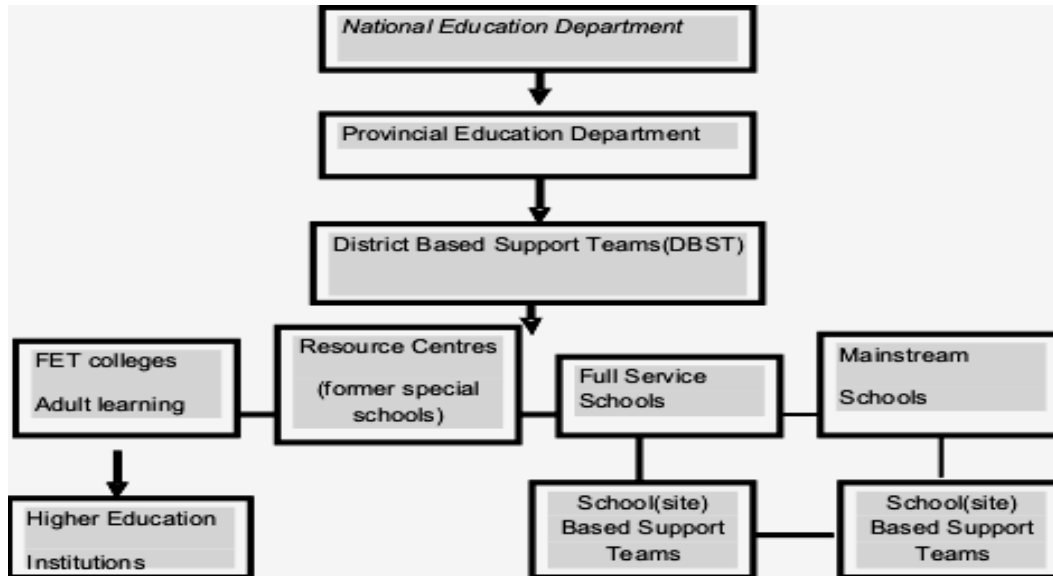 National Education Department
Provincial Education Department
District Based Support Teams(DBST)
FET colleges
Adult learning
Resource Centres
(former special
schools)
Full Service
Schools
Mainstream
Schools
Higher Education
Institutions
School(site)
Based Support
Teams
School(site)
Based Support
Teams